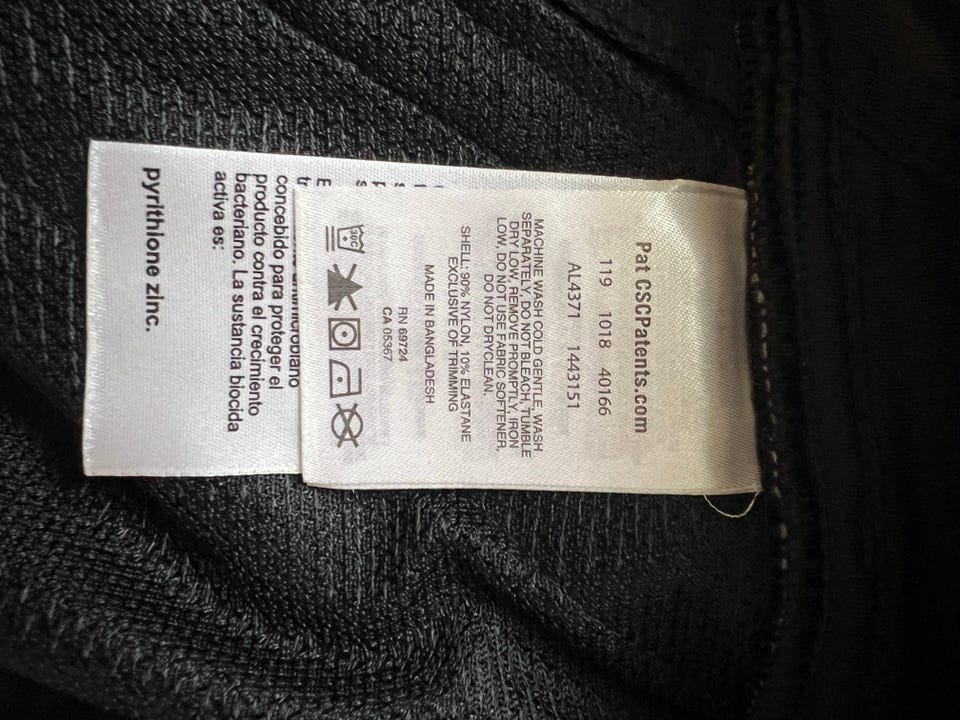 Pat CSCPatents.com
119 1018 40166
AL4371 1443151
MACHINE WASH COLD GENTLE, WASH
SEPARATELY, DO NOT BLEACH, TUMBLE
DRY LOW, REMOVE PROMPTLY, IRON
LOW, DO NOT USE FABRIC SOFTENER,
DO NOT DRYCLEAN.
SHELL: 90% NYLON, 10% ELASTANE
EXCLUSIVE OF TRIMMING
MADE IN BANGLADESH
RN 69724
CA 05367
30C
concebido para proteger el
producto contra el crecimiento
bacteriano. La sustancia biocida
activa es:
pyrithione zinc.